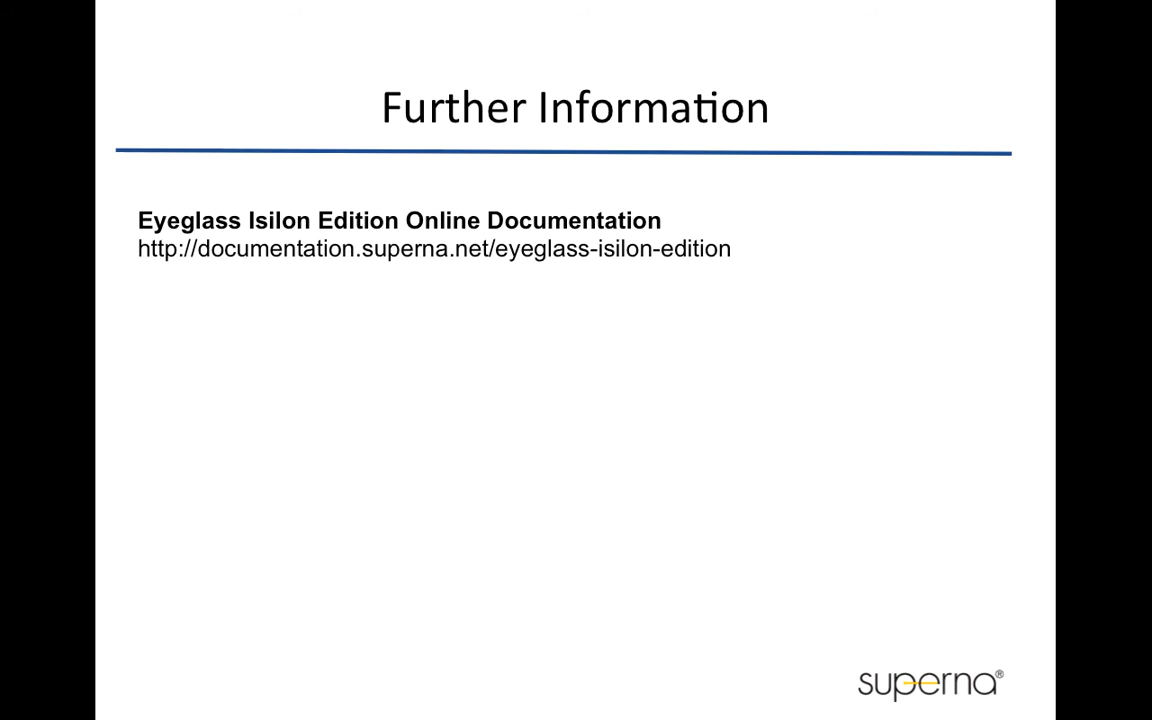 Further Information
Eyeglass Isilon Edition Online Documentation
http://documentation.superna.net/eyeglass-isilon-edition
superna®